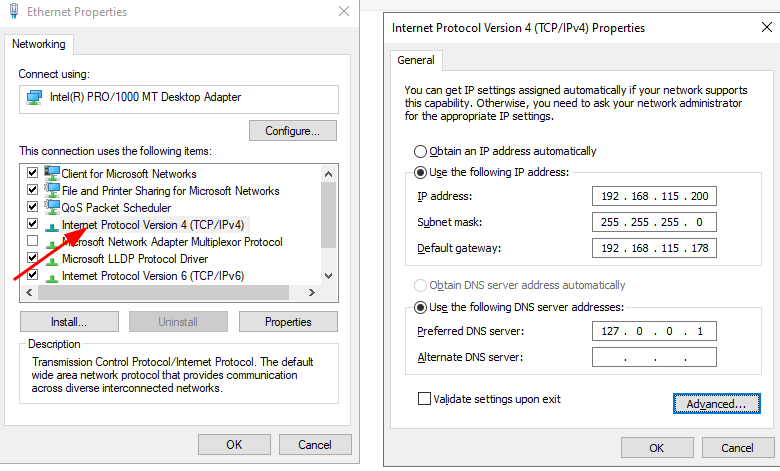 Ethernet Properties
Networking
Connect using:
Intel(R) PRO/1000 MT Desktop Adapter
Configure...
This connection uses the following items:
Client for Microsoft Networks
File and Printer Sharing for Microsoft Networks
QoS Packet Scheduler
Internet Protocol Version 4 (TCP/IPv4)
Microsoft Network Adapter Multiplexor Protocol
Microsoft LLDP Protocol Driver
Internet Protocol Version 6 (TCP/IPv6)
Install... Uninstall Properties
Description
Transmission Control Protocol/Internet Protocol. The default
wide area network protocol that provides communication
across diverse interconnected networks.
OK Cancel
Internet Protocol Version 4 (TCP/IPv4) Properties
General
You can get IP settings assigned automatically if your network supports
this capability. Otherwise, you need to ask your network administrator
for the appropriate IP settings.
Obtain an IP address automatically
Use the following IP address:
IP address: 192 . 168 . 115 . 200
Subnet mask: 255 . 255 . 255 . 0
Default gateway: 192 . 168 . 115 . 178
Obtain DNS server address automatically
Use the following DNS server addresses:
Preferred DNS server: 127 . 0 . 0 . 1
Alternate DNS server: . . .
Validate settings upon exit
Advanced...
OK Cancel